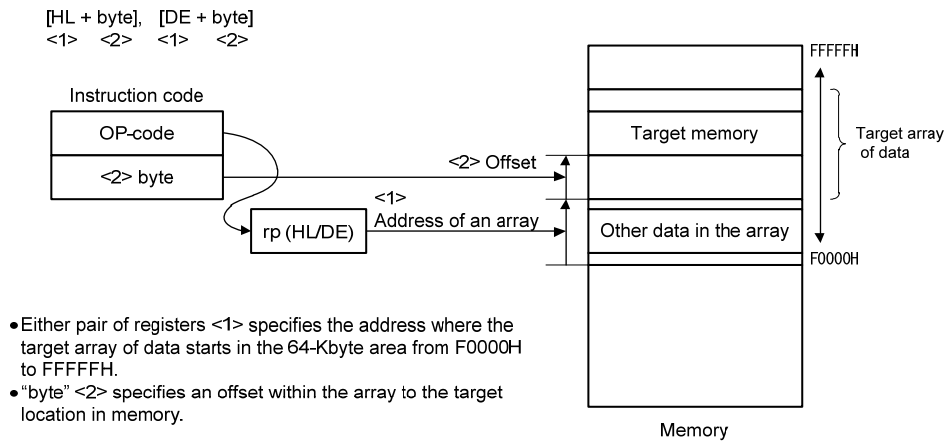 [HL + byte], [DE + byte]
<1> <2> <1> <2>
Instruction code
OP-code
<2> byte
rp (HL/DE)
<2> Offset
<1>
Address of an array
FFFFFH
Target memory
Target array
of data
Other data in the array
F0000H
Memory
● Either pair of registers <1> specifies the address where the
target array of data starts in the 64-Kbyte area from F0000H
to FFFFFH.
● “byte” <2> specifies an offset within the array to the target
location in memory.